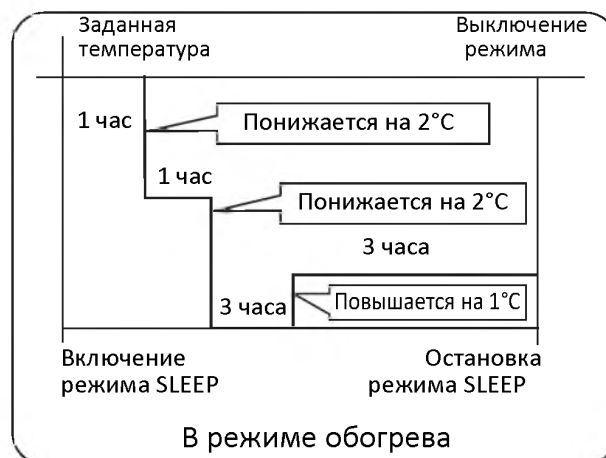 Заданная
температура
Выключение
режима
1 час
Понижается на 2°C
1 час
Понижается на 2°C
3 часа
3 часа
Повышается на 1°C
Включение
режима SLEEP
Остановка
режима SLEEP
В режиме обогрева